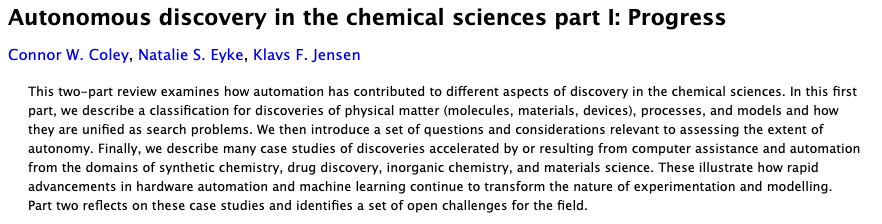 Autonomous discovery in the chemical sciences part I: Progress
Connor W. Coley, Natalie S. Eyke, Klavs F. Jensen
This two-part review examines how automation has contributed to different aspects of discovery in the chemical sciences. In this first
part, we describe a classification for discoveries of physical matter (molecules, materials, devices), processes, and models and how
they are unified as search problems. We then introduce a set of questions and considerations relevant to assessing the extent of
autonomy. Finally, we describe many case studies of discoveries accelerated by or resulting from computer assistance and automation
from the domains of synthetic chemistry, drug discovery, inorganic chemistry, and materials science. These illustrate how rapid
advancements in hardware automation and machine learning continue to transform the nature of experimentation and modelling.
Part two reflects on these case studies and identifies a set of open challenges for the field.